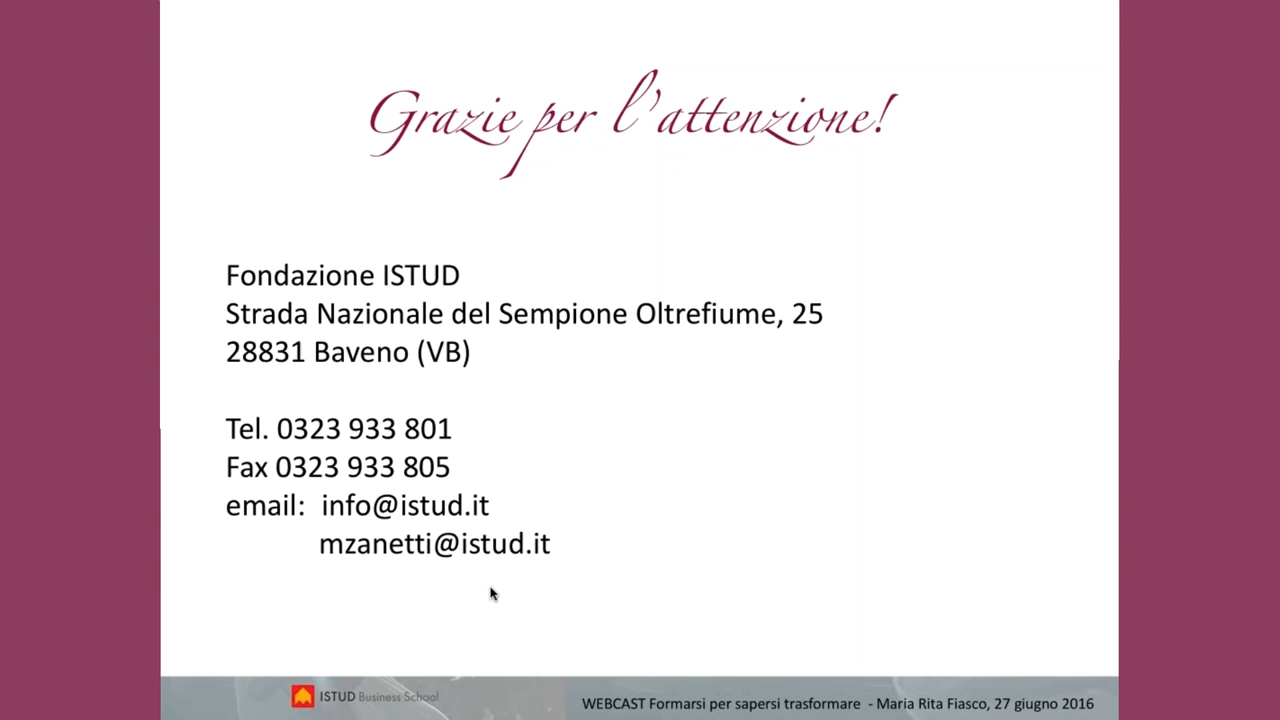 Grazie per l'attenzione!
Fondazione ISTUD
Strada Nazionale del Sempione Oltrefiume, 25
28831 Baveno (VB)
Tel. 0323 933 801
Fax 0323 933 805
email: info@istud.it
mzanetti@istud.it
ISTUD Business School
WEBCAST Formarsi per sapersi trasformare - Maria Rita Fiasco, 27 giugno 2016